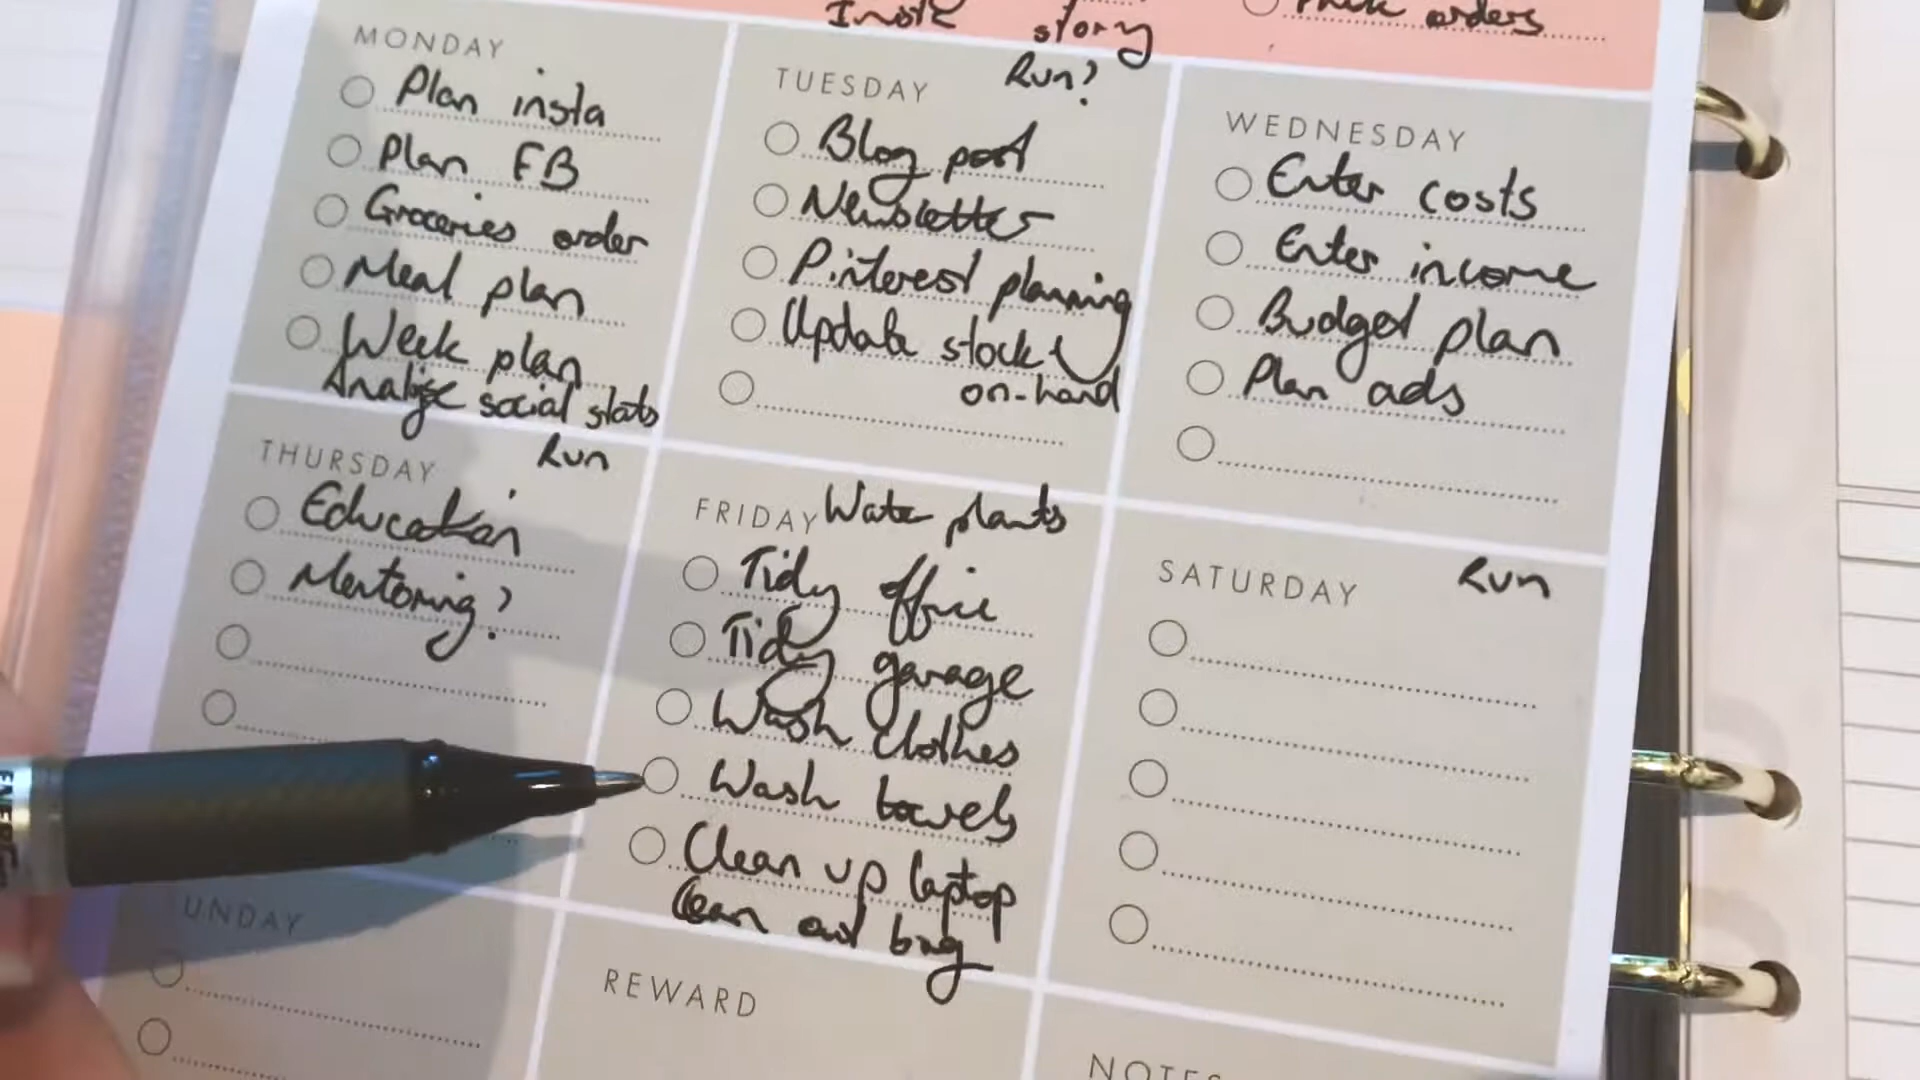 Insta story
orders
MONDAY
Plan insta
Plan FB
Groceries order
Meal plan
Week plan
Analyse social stats
TUESDAY Run?
Blog post
Newsletter
Pinterest planning
Update stock
on-hand
WEDNESDAY
Enter costs
Enter income
Budget plan
Plan ads
THURSDAY Run
Education
Mentoring?
FRIDAY Water plants
Tidy office
Tidy garage
Wash clothes
Wash towels
Clean up laptop
Clean out bag
SATURDAY Run
UNDAY
REWARD
NOTES